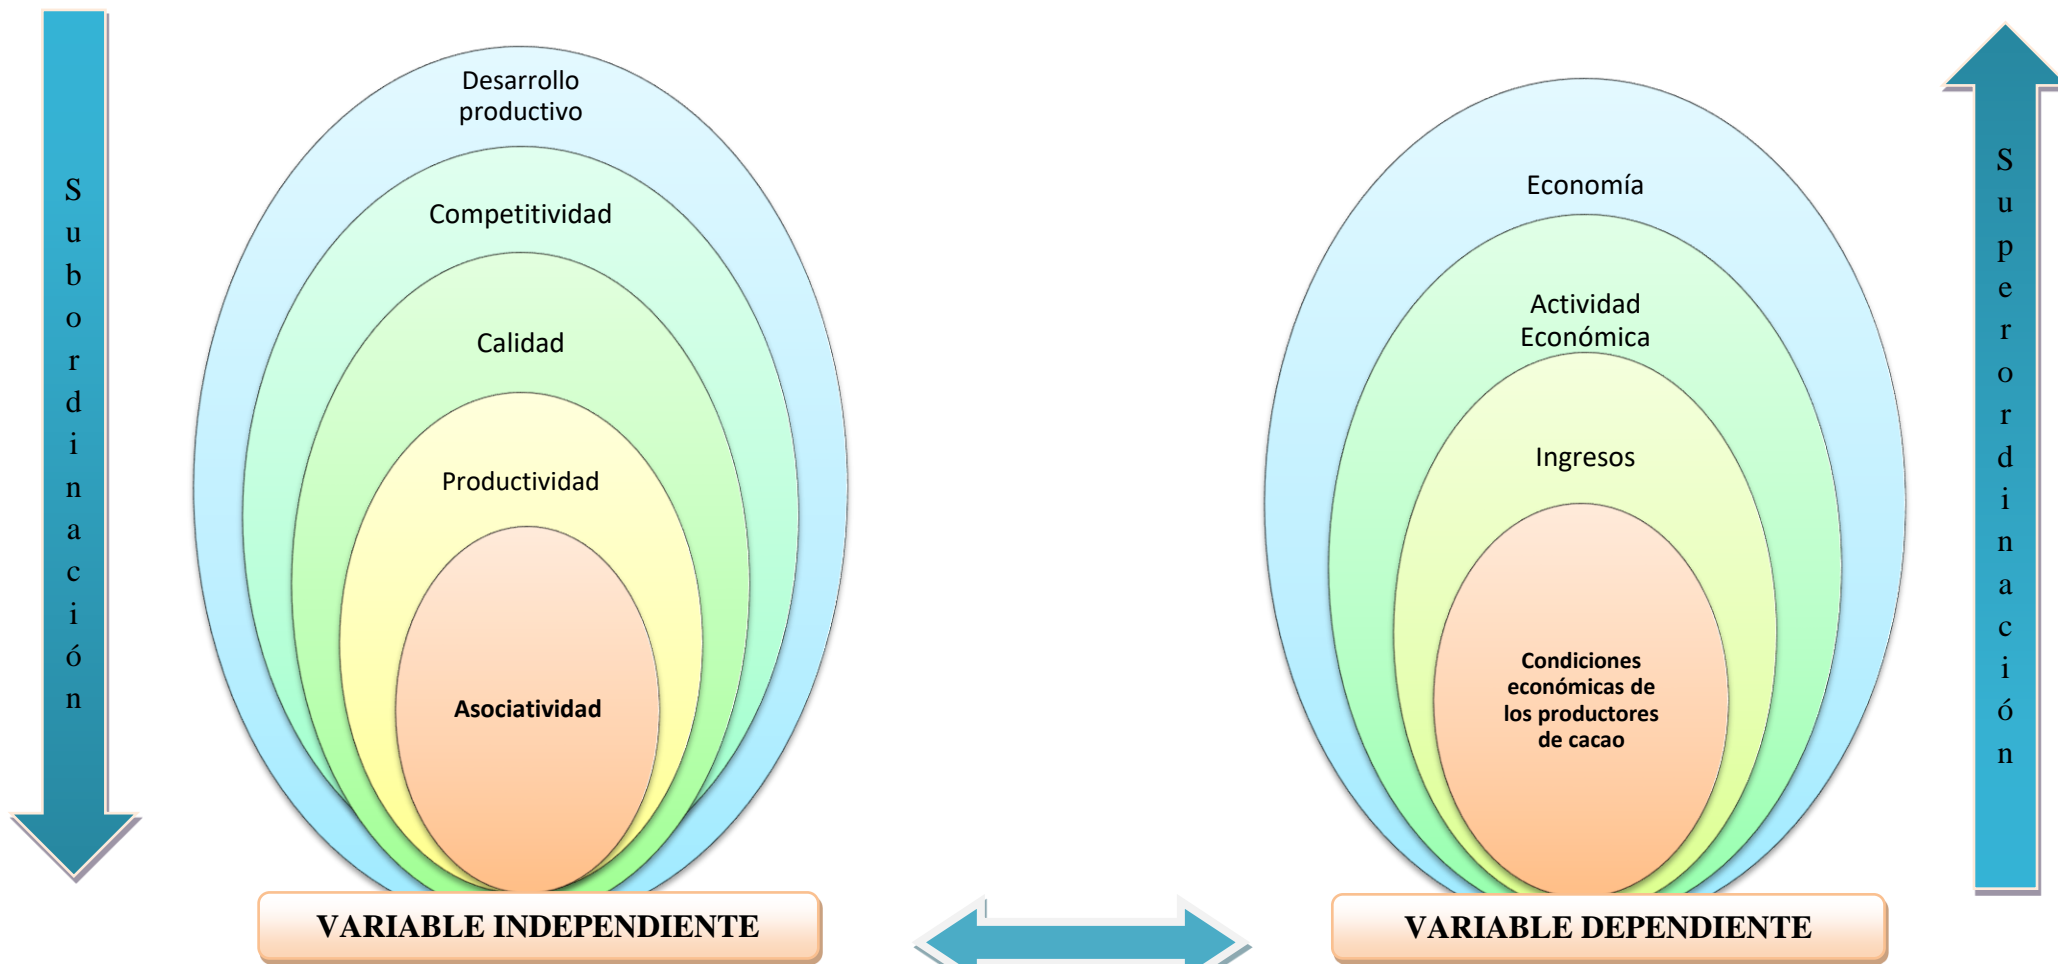 Subordinación
Desarrollo
productivo
Competitividad
Calidad
Productividad
Asociatividad
VARIABLE INDEPENDIENTE
Economía
Actividad
Económica
Ingresos
Condiciones
económicas de
los productores
de cacao
VARIABLE DEPENDIENTE
Superordinación